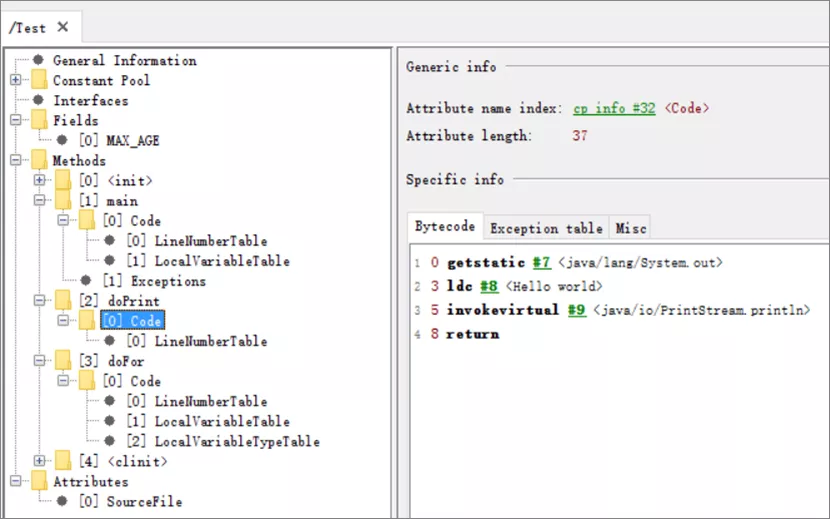 /Test ×
General Information
Constant Pool
Interfaces
Fields
[0] MAX_AGE
Methods
[0] <init>
[1] main
[0] Code
[0] LineNumberTable
[1] LocalVariableTable
[1] Exceptions
[2] doPrint
[0] Code
[0] LineNumberTable
[3] doFor
[0] Code
[0] LineNumberTable
[1] LocalVariableTable
[2] LocalVariableTypeTable
[4] <clinit>
Attributes
[0] SourceFile
Generic info
Attribute name index: cp info #32 <Code>
Attribute length: 37
Specific info
Bytecode Exception table Misc
1 0 getstatic #7 <java/lang/System.out>
2 3 ldc #8 <Hello world>
3 5 invokevirtual #9 <java/io/PrintStream.println>
4 8 return